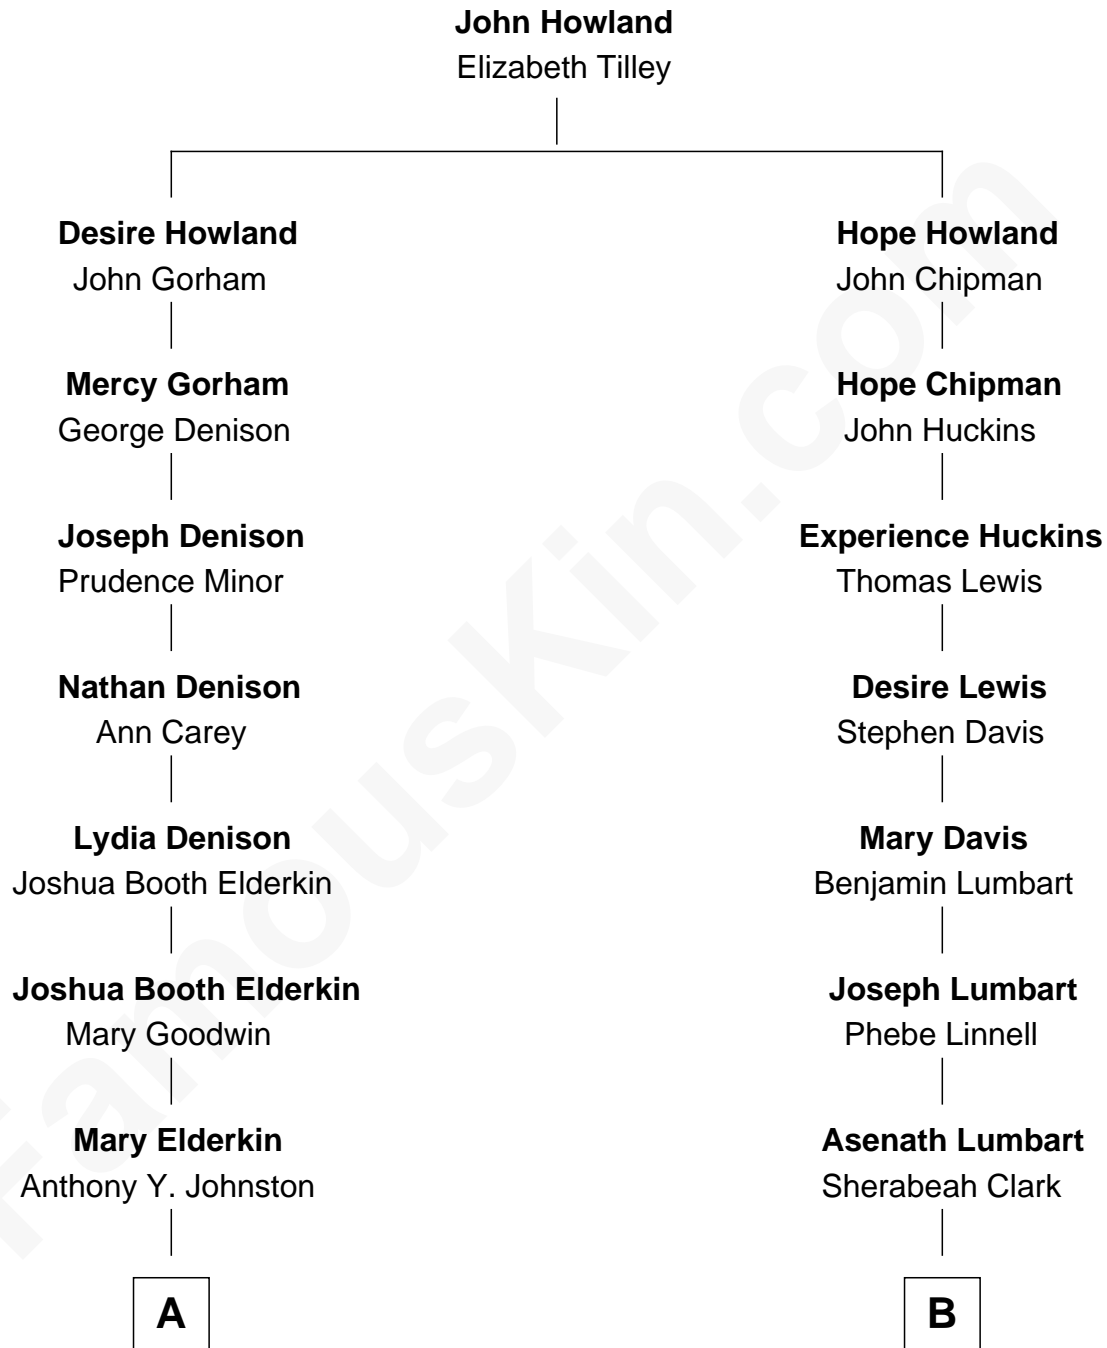 John Howland
Elizabeth Tilley
Desire Howland
John Gorham
Mercy Gorham
George Denison
Joseph Denison
Prudence Minor
Nathan Denison
Ann Carey
Lydia Denison
Joshua Booth Elderkin
Joshua Booth Elderkin
Mary Goodwin
Mary Elderkin
Anthony Y. Johnston
A
Hope Howland
John Chipman
Hope Chipman
John Huckins
Experience Huckins
Thomas Lewis
Desire Lewis
Stephen Davis
Mary Davis
Benjamin Lumbart
Joseph Lumbart
Phebe Linnell
Asenath Lumbart
Sherabeah Clark
B
FamousKin.com